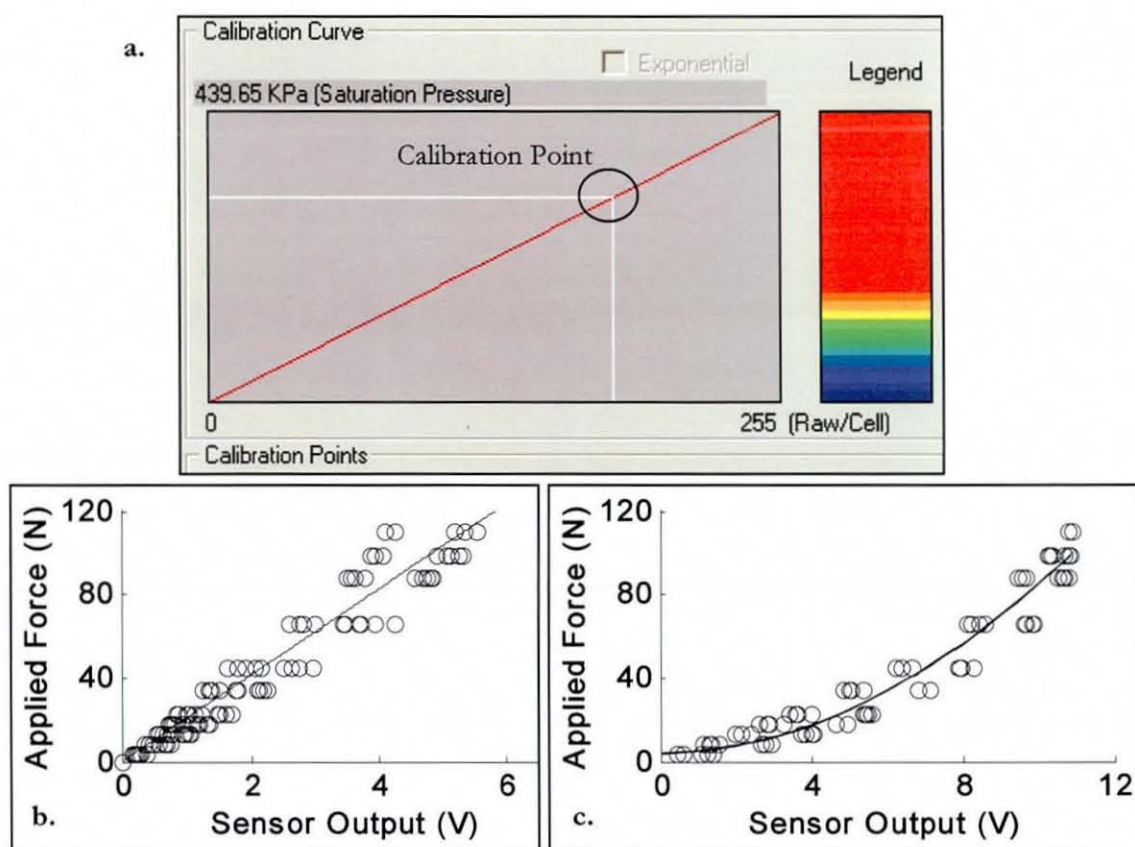 a.
Calibration Curve
Exponential
Legend
439.65 KPa (Saturation Pressure)
Calibration Point
0
255 (Raw/Cell)
Calibration Points
Applied Force (N)
120
80
40
0
0 2 4 6
b.
Sensor Output (V)
Applied Force (N)
120
80
40
0
0 4 8 12
c.
Sensor Output (V)